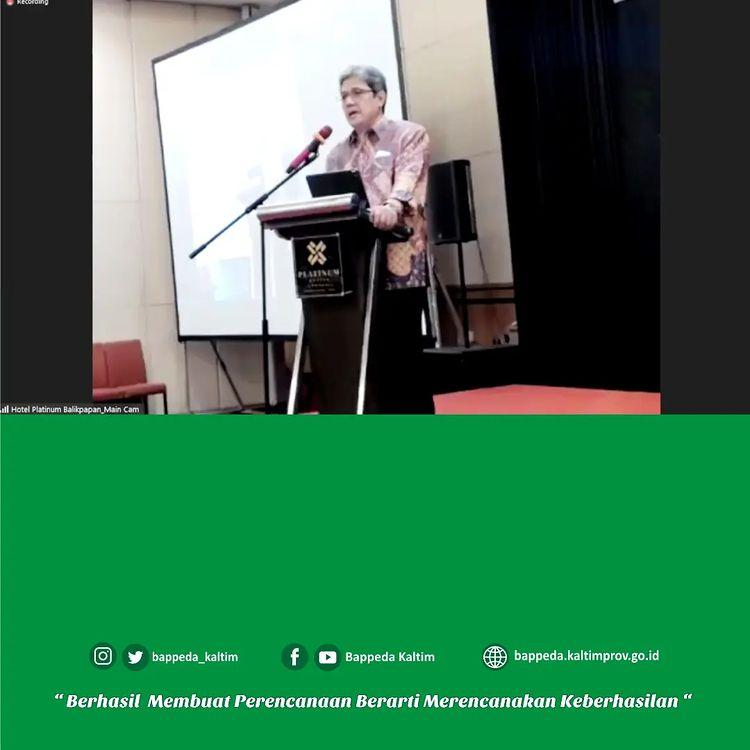 Recording
PLATINUM
Hotel Platinum Balikpapan_Main Cam
bappeda_kaltim
Bappeda Kaltim
bappeda.kaltimprov.go.id
“ Berhasil Membuat Perencanaan Berarti Merencanakan Keberhasilan “